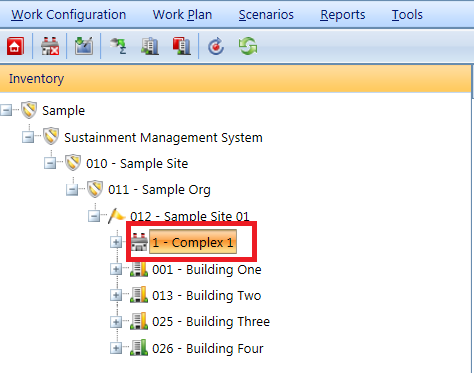 Work Configuration Work Plan Scenarios Reports Tools
Inventory
Sample
Sustainment Management System
010 - Sample Site
011 - Sample Org
012 - Sample Site 01
1 - Complex 1
001 - Building One
013 - Building Two
025 - Building Three
026 - Building Four